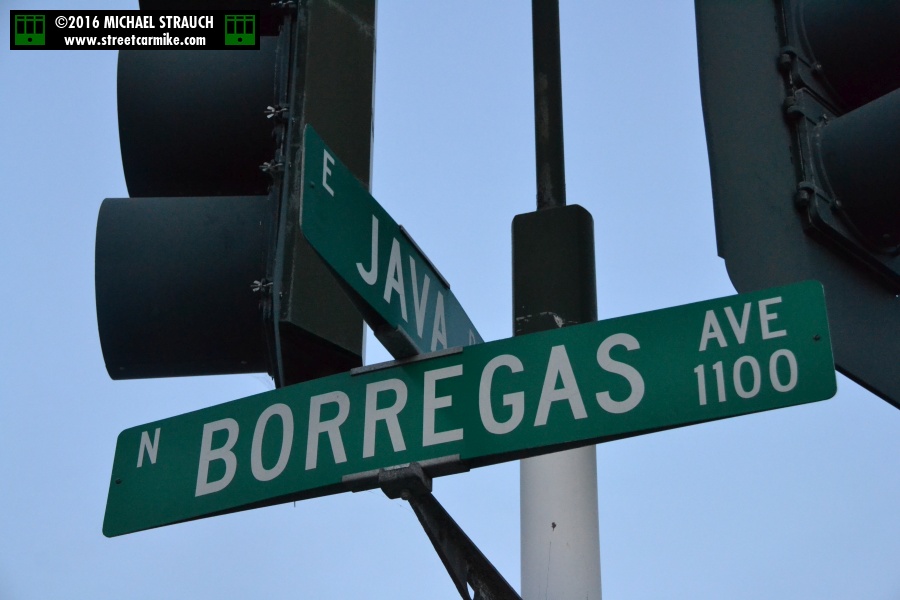 ©2016 MICHAEL STRAUCH
www.streetcarmike.com
E JAVA
N BORREGAS AVE
1100